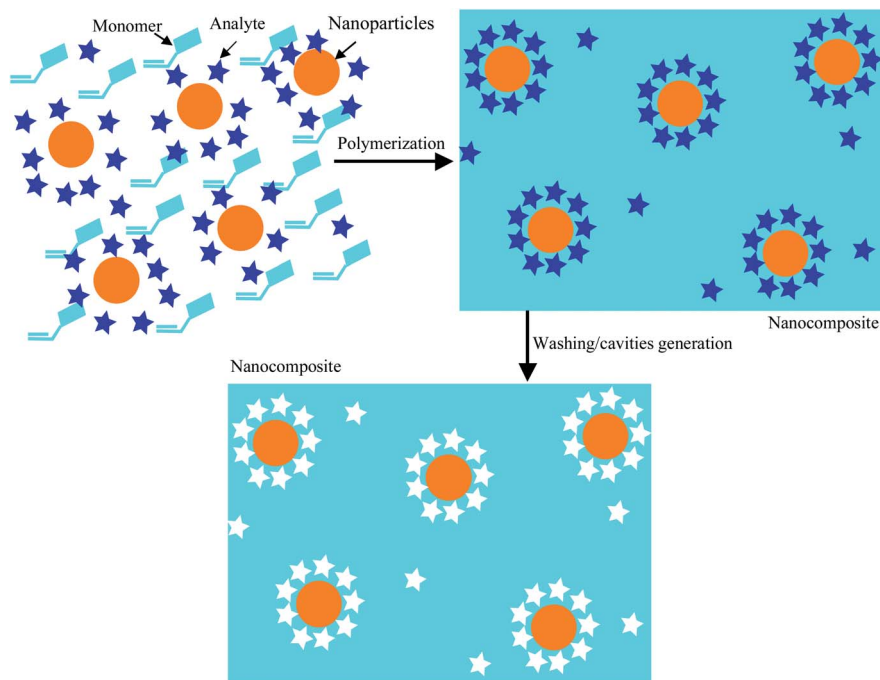 Monomer
Analyte
Nanoparticles
Polymerization
Nanocomposite
Washing/cavities generation
Nanocomposite